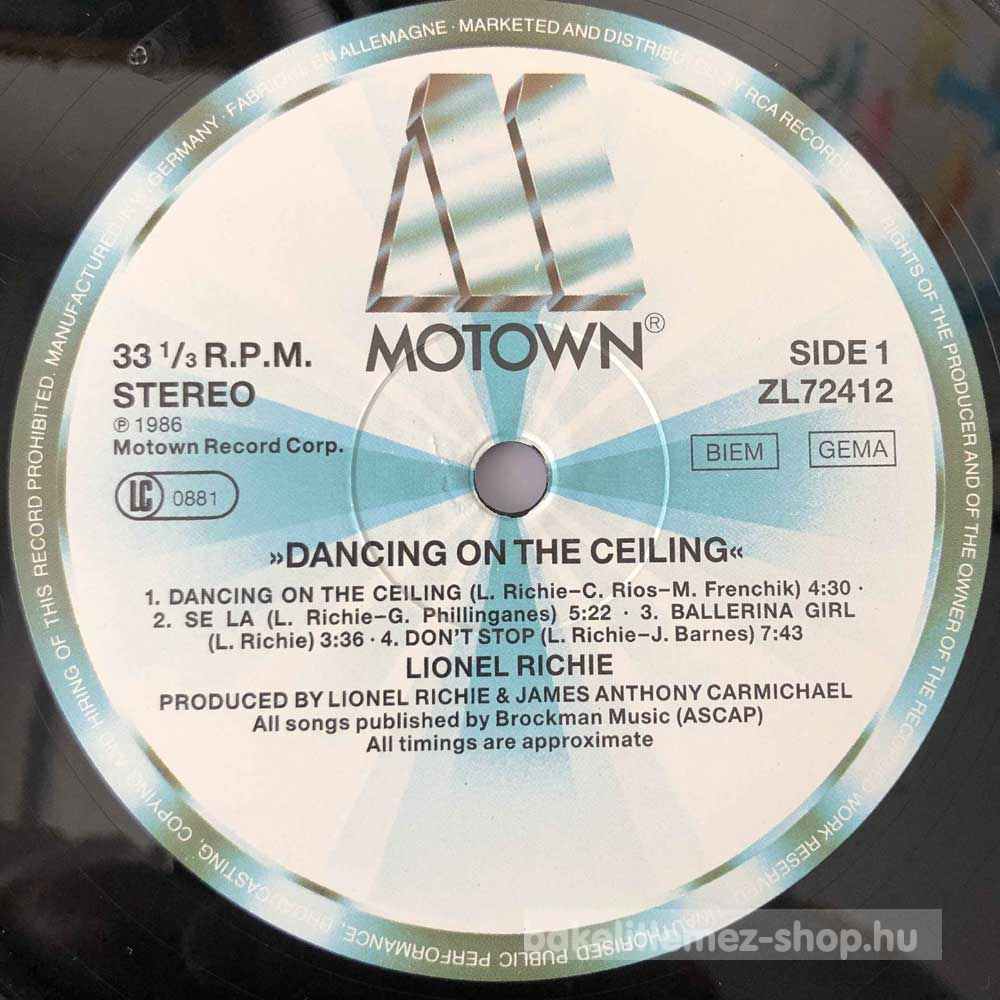 MANUFACTURED IN W. GERMANY · FABRIQUÉ EN ALLEMAGNE · MARKETED AND DISTRIBUTED BY RCA RECORDS. ALL RIGHTS OF THE PRODUCER AND OF THE OWNER OF THE RECORDED WORK RESERVED. UNAUTHORISED PUBLIC PERFORMANCE, BROADCASTING, COPYING AND HIRING OF THIS RECORD PROHIBITED.
MOTOWN®
33 1/3 R.P.M.
STEREO
℗ 1986
Motown Record Corp.
LC 0881
SIDE 1
ZL72412
BIEM GEMA
»DANCING ON THE CEILING«
1. DANCING ON THE CEILING (L. Richie–C. Rios–M. Frenchik) 4:30 ·
2. SE LA (L. Richie–G. Phillinganes) 5:22 · 3. BALLERINA GIRL
(L. Richie) 3:36 · 4. DON'T STOP (L. Richie–J. Barnes) 7:43
LIONEL RICHIE
PRODUCED BY LIONEL RICHIE & JAMES ANTHONY CARMICHAEL
All songs published by Brockman Music (ASCAP)
All timings are approximate
bakelitlemez-shop.hu